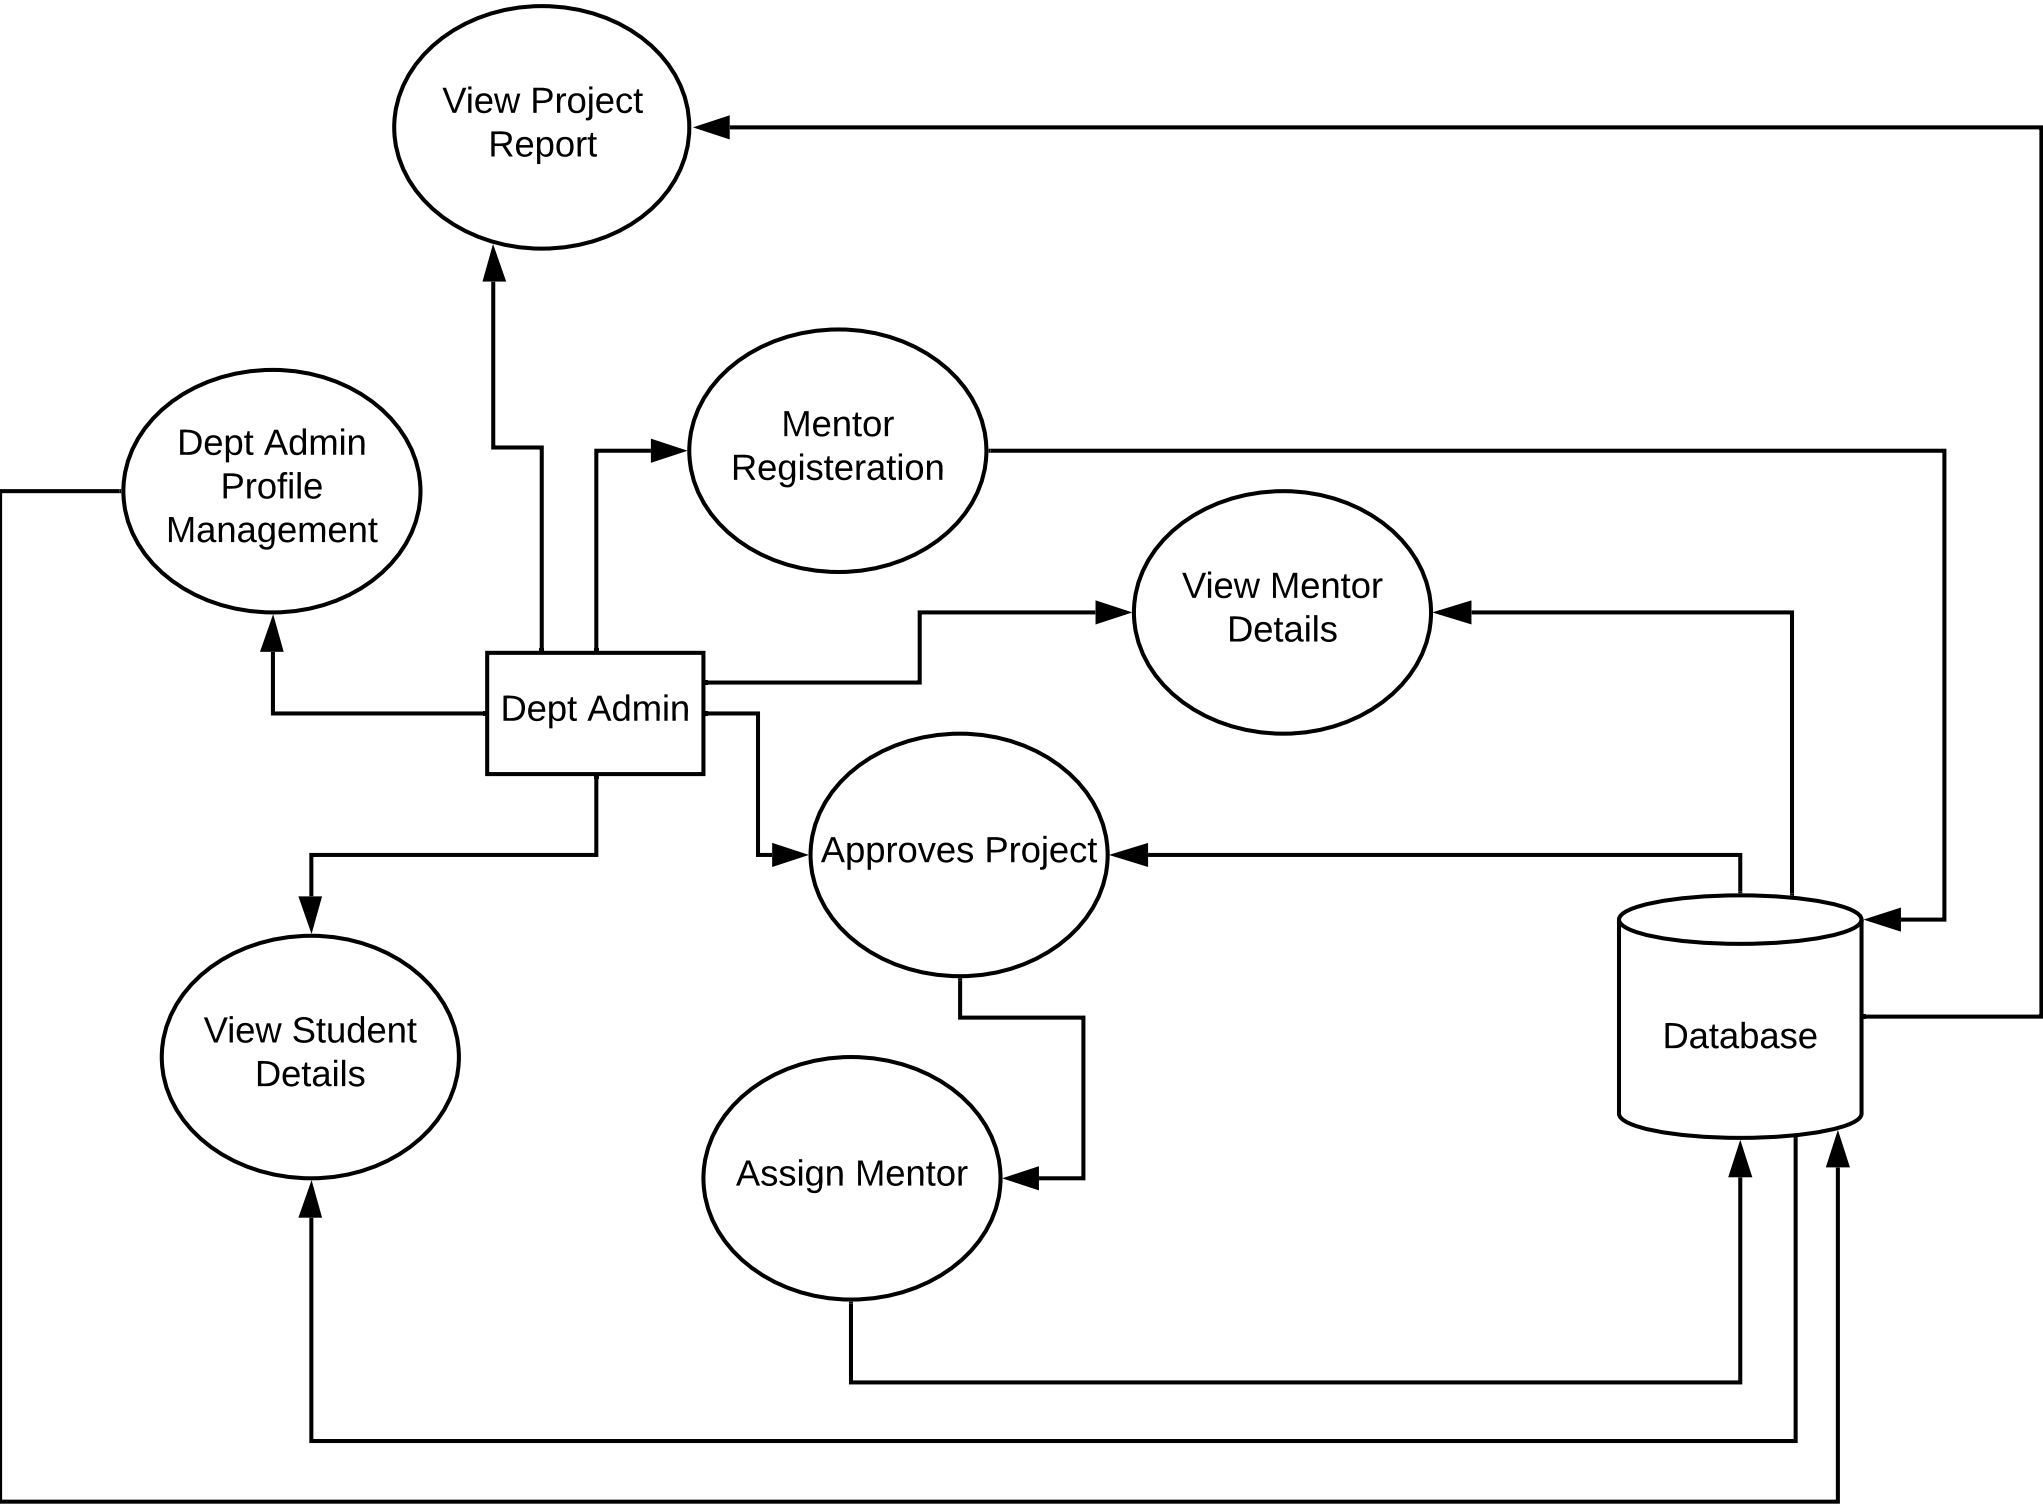 View Project
Report
Mentor
Registeration
Dept Admin
Profile
Management
View Mentor
Details
Dept Admin
Approves Project
View Student
Details
Database
Assign Mentor